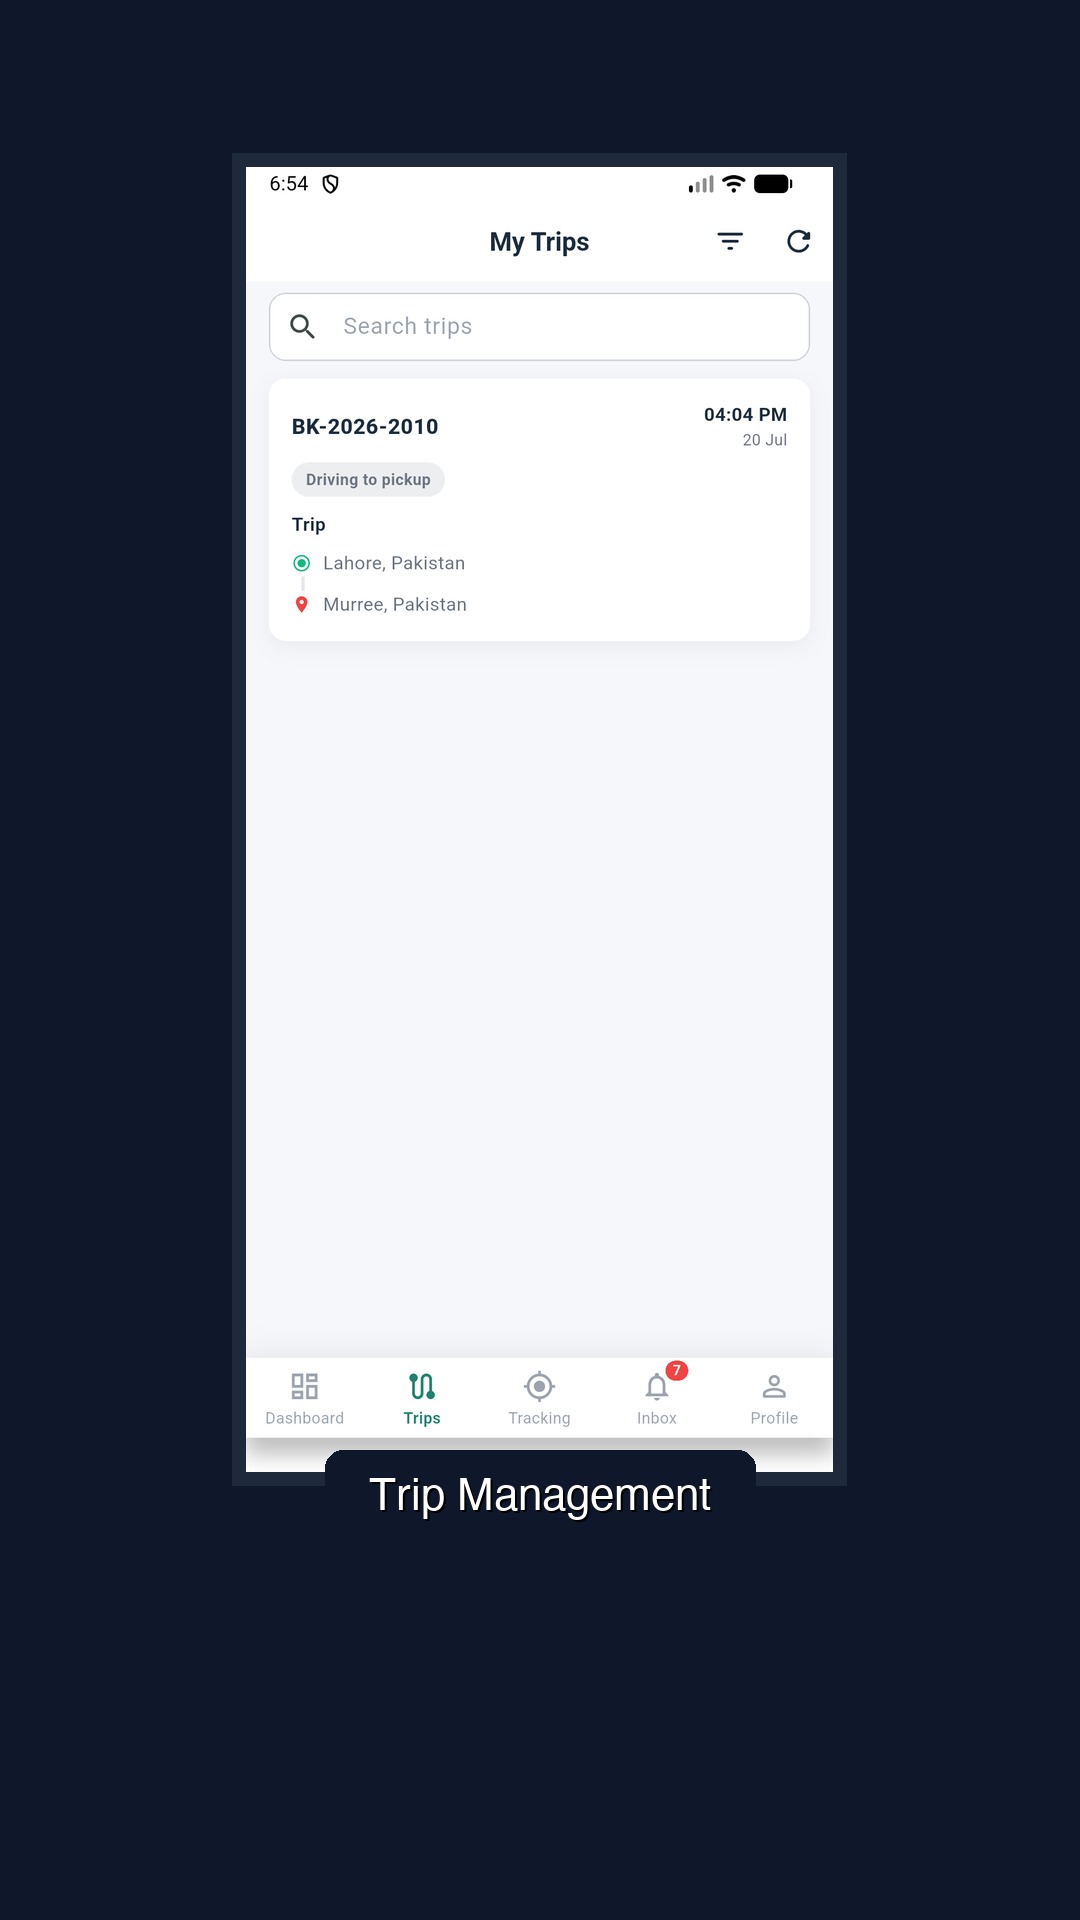 6:54
My Trips
Search trips
BK-2026-2010
04:04 PM
20 Jul
Driving to pickup
Trip
Lahore, Pakistan
Murree, Pakistan
7
Dashboard
Trips
Tracking
Inbox
Profile
Trip Management